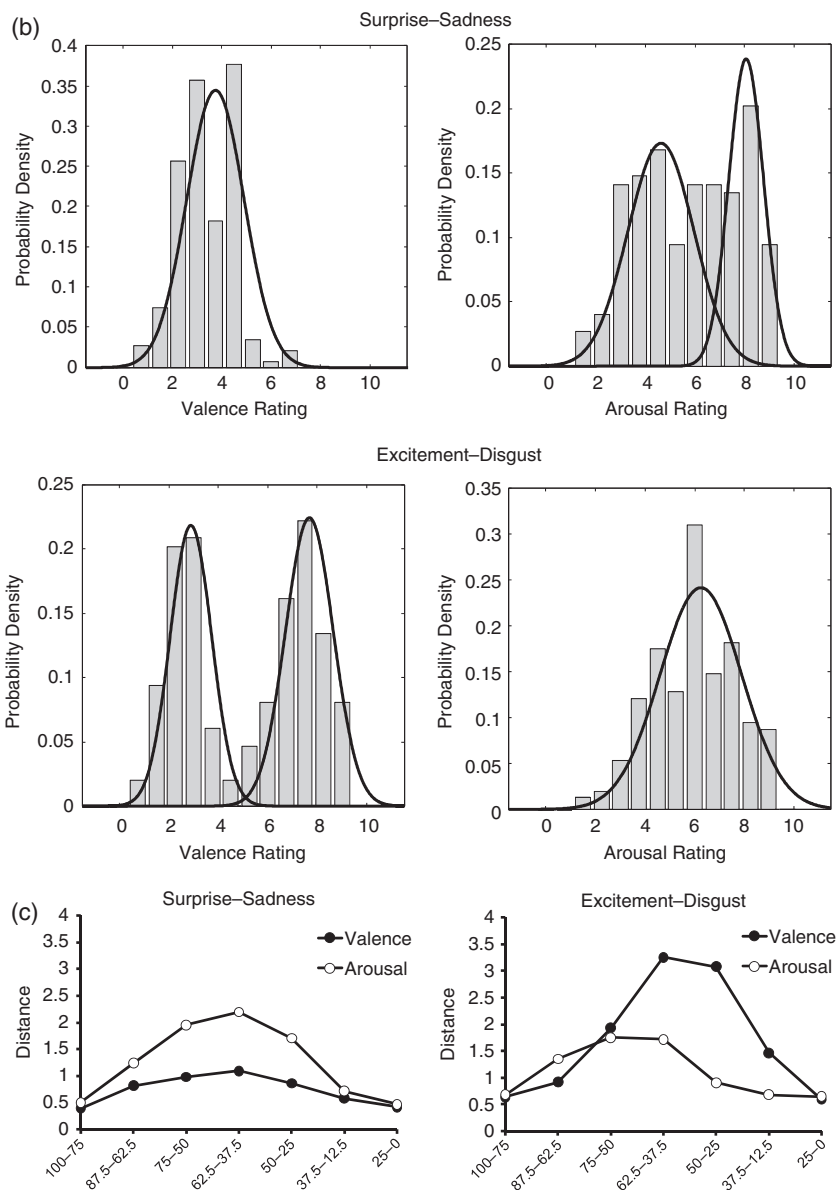 (b)
Surprise–Sadness
0.4
0.35
0.3
0.25
0.2
0.15
0.1
0.05
0
Probability Density
0 2 4 6 8 10
Valence Rating
0.25
0.2
0.15
0.1
0.05
0
Probability Density
0 2 4 6 8 10
Arousal Rating
Excitement–Disgust
0.25
0.2
0.15
0.1
0.05
0
Probability Density
0 2 4 6 8 10
Valence Rating
0.35
0.3
0.25
0.2
0.15
0.1
0.05
0
Probability Density
0 2 4 6 8 10
Arousal Rating
(c)
Surprise–Sadness
4
3.5
3
2.5
2
1.5
1
0.5
0
Distance
Valence
Arousal
100–75
87.5–62.5
75–50
62.5–37.5
50–25
37.5–12.5
25–0
Excitement–Disgust
4
3.5
3
2.5
2
1.5
1
0.5
0
Distance
Valence
Arousal
100–75
87.5–62.5
75–50
62.5–37.5
50–25
37.5–12.5
25–0